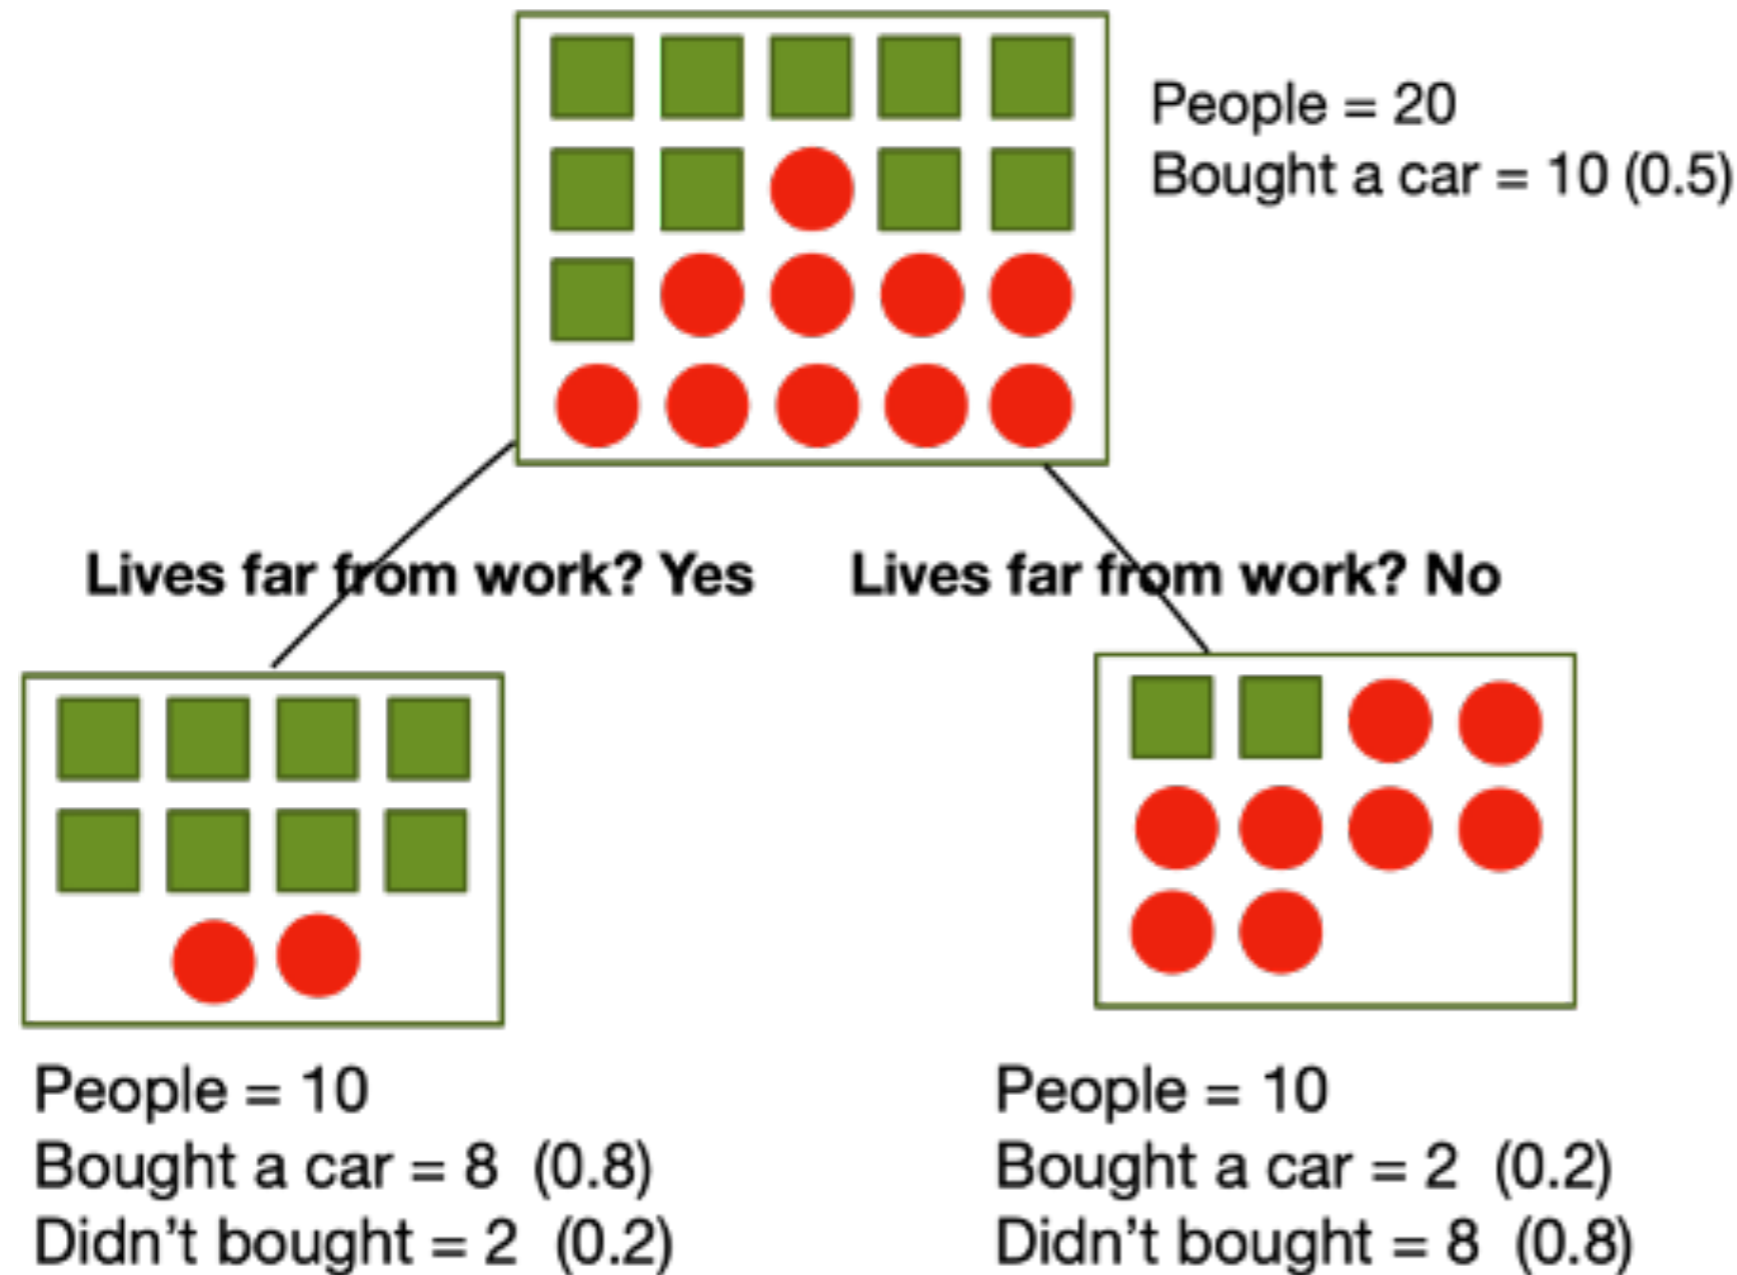 People = 20
Bought a car = 10 (0.5)
Lives far from work? Yes
Lives far from work? No
People = 10
Bought a car = 8 (0.8)
Didn't bought = 2 (0.2)
People = 10
Bought a car = 2 (0.2)
Didn't bought = 8 (0.8)